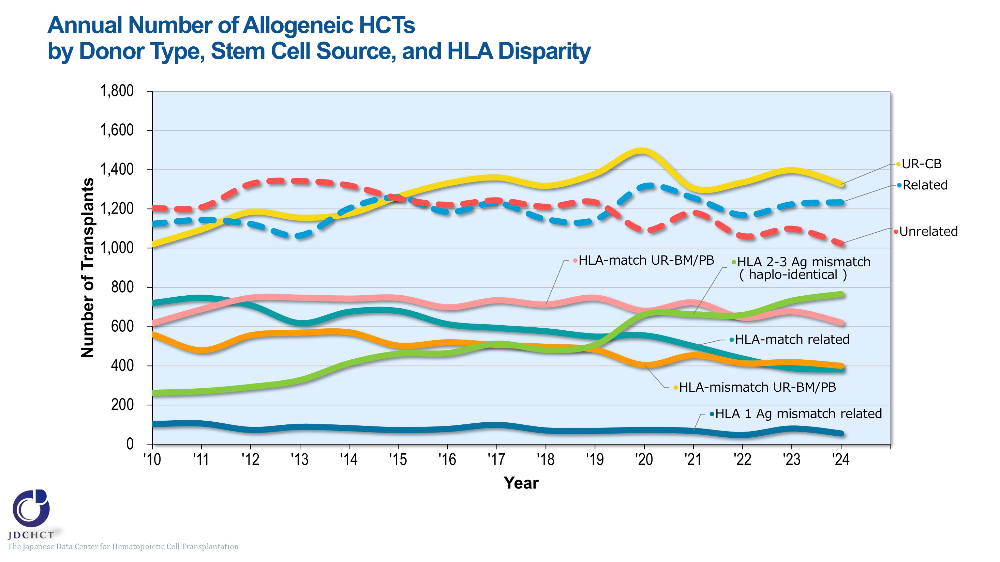 Annual Number of Allogeneic HCTs
by Donor Type, Stem Cell Source, and HLA Disparity
Number of Transplants
1,800
1,600
1,400
1,200
1,000
800
600
400
200
0
UR-CB
Related
Unrelated
HLA-match UR-BM/PB
HLA 2-3 Ag mismatch
( haplo-identical )
HLA-match related
HLA-mismatch UR-BM/PB
HLA 1 Ag mismatch related
'10 '11 '12 '13 '14 '15 '16 '17 '18 '19 '20 '21 '22 '23 '24
Year
JDCHCT
The Japanese Data Center for Hematopoietic Cell Transplantation